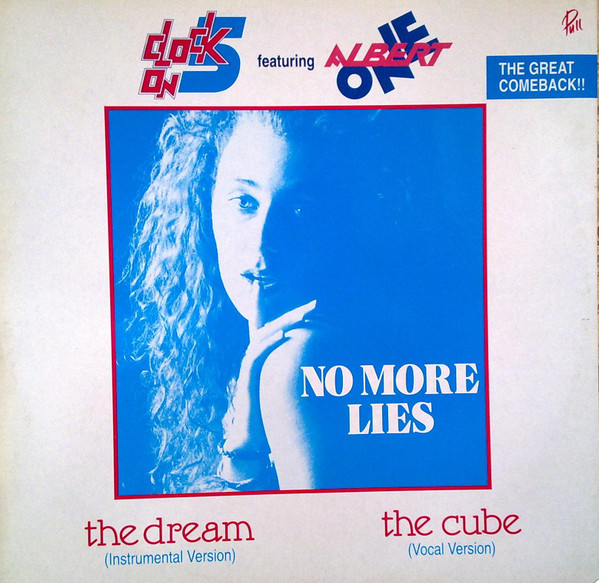 CLOCK
ON
5
featuring
ALBERT
ONE
Full
THE GREAT
COMEBACK!!
NO MORE
LIES
the dream
(Instrumental Version)
the cube
(Vocal Version)